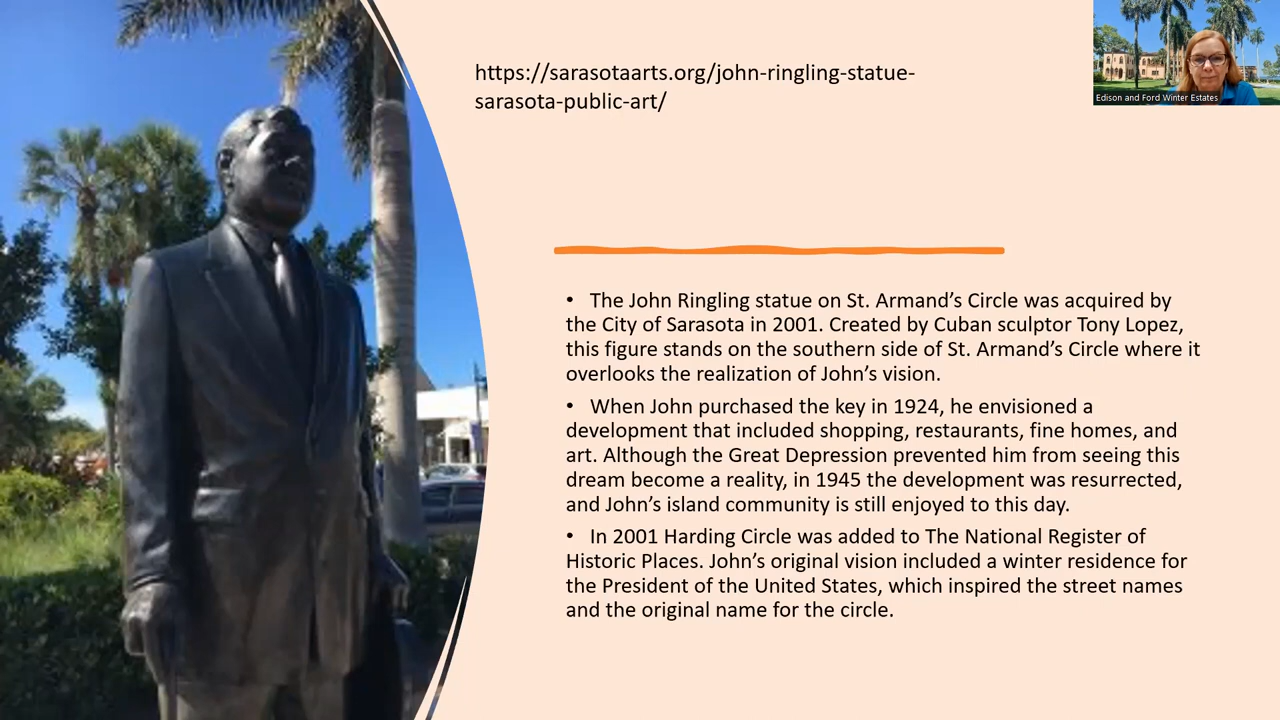 https://sarasotaarts.org/john-ringling-statue-
sarasota-public-art/
Edison and Ford Winter Estates
• The John Ringling statue on St. Armand’s Circle was acquired by
the City of Sarasota in 2001. Created by Cuban sculptor Tony Lopez,
this figure stands on the southern side of St. Armand’s Circle where it
overlooks the realization of John’s vision.
• When John purchased the key in 1924, he envisioned a
development that included shopping, restaurants, fine homes, and
art. Although the Great Depression prevented him from seeing this
dream become a reality, in 1945 the development was resurrected,
and John’s island community is still enjoyed to this day.
• In 2001 Harding Circle was added to The National Register of
Historic Places. John’s original vision included a winter residence for
the President of the United States, which inspired the street names
and the original name for the circle.